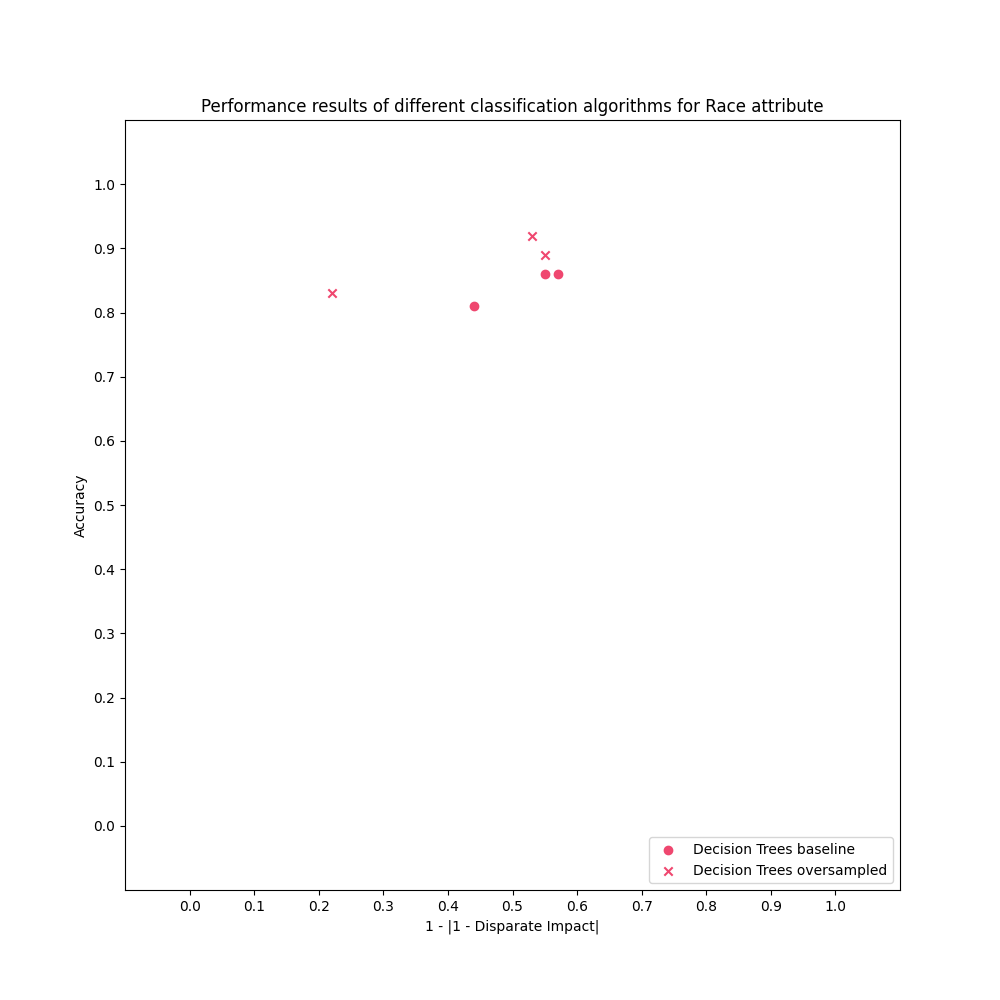 Performance results of different classification algorithms for Race attribute
1.0
0.9
0.8
0.7
0.6
0.5
0.4
0.3
0.2
0.1
0.0
Accuracy
Decision Trees baseline
Decision Trees oversampled
0.0 0.1 0.2 0.3 0.4 0.5 0.6 0.7 0.8 0.9 1.0
1 - |1 - Disparate Impact|